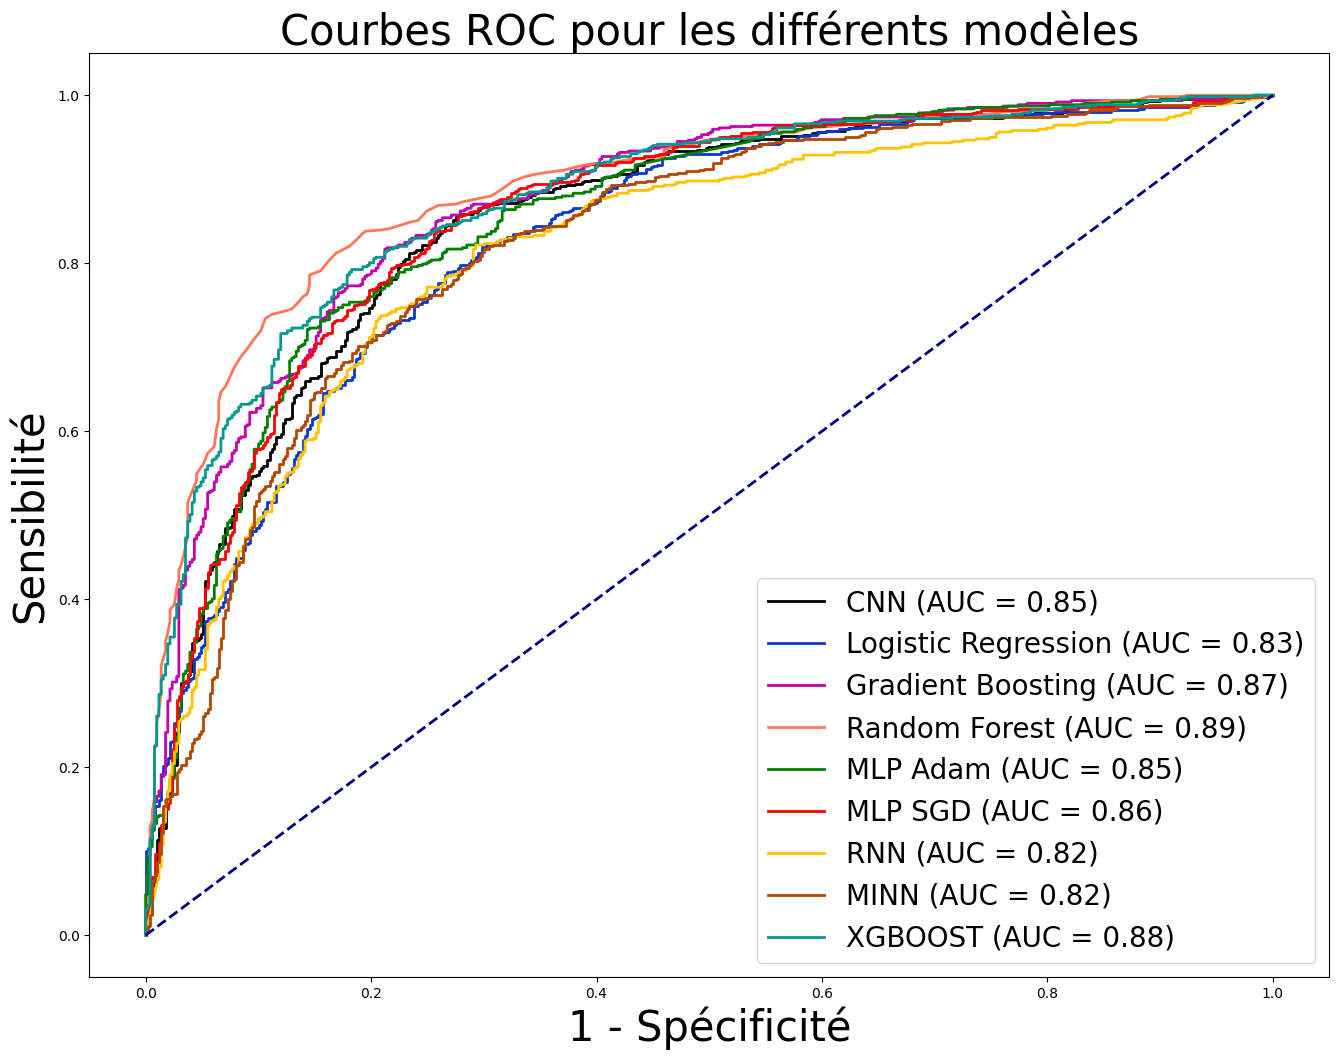 Courbes ROC pour les différents modèles
Sensibilité
1.0
0.8
0.6
0.4
0.2
0.0
CNN (AUC = 0.85)
Logistic Regression (AUC = 0.83)
Gradient Boosting (AUC = 0.87)
Random Forest (AUC = 0.89)
MLP Adam (AUC = 0.85)
MLP SGD (AUC = 0.86)
RNN (AUC = 0.82)
MINN (AUC = 0.82)
XGBOOST (AUC = 0.88)
0.0 0.2 0.4 0.6 0.8 1.0
1 - Spécificité